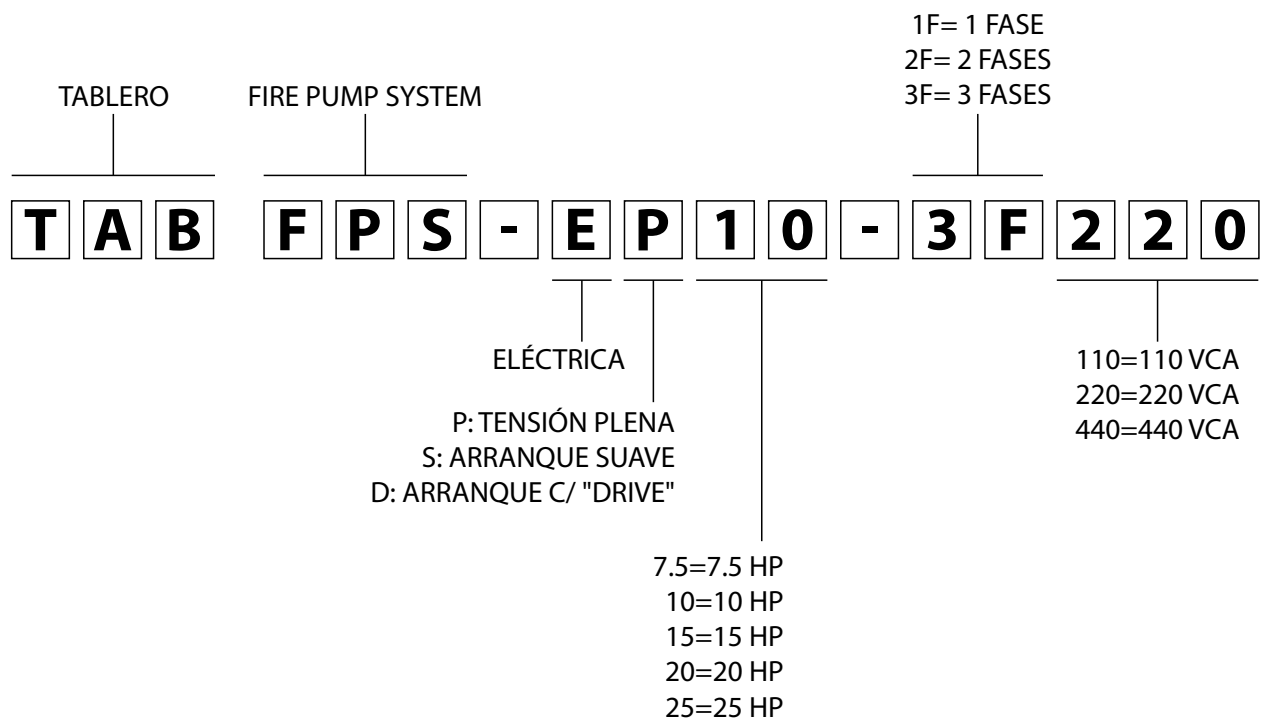 1F= 1 FASE
2F= 2 FASES
3F= 3 FASES
TABLERO FIRE PUMP SYSTEM
TAB FPS-EP10-3F220
ELÉCTRICA
P: TENSIÓN PLENA
S: ARRANQUE SUAVE
D: ARRANQUE C/ "DRIVE"
110=110 VCA
220=220 VCA
440=440 VCA
7.5=7.5 HP
10=10 HP
15=15 HP
20=20 HP
25=25 HP